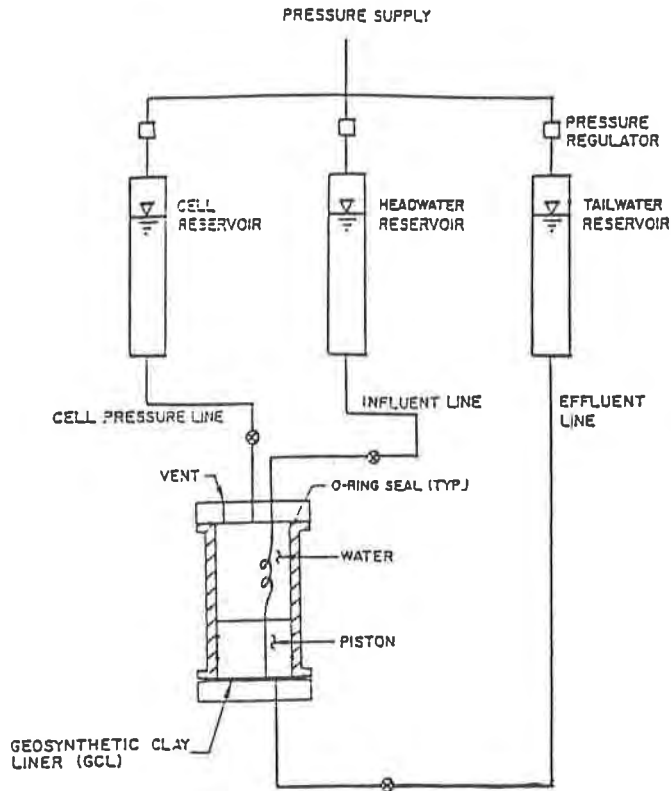 PRESSURE SUPPLY
PRESSURE
REGULATOR
CELL
RESERVOIR
HEADWATER
RESERVOIR
TAILWATER
RESERVOIR
CELL PRESSURE LINE
INFLUENT LINE
EFFLUENT
LINE
VENT
O-RING SEAL (TYP.)
WATER
PISTON
GEOSYNTHETIC CLAY
LINER (GCL)